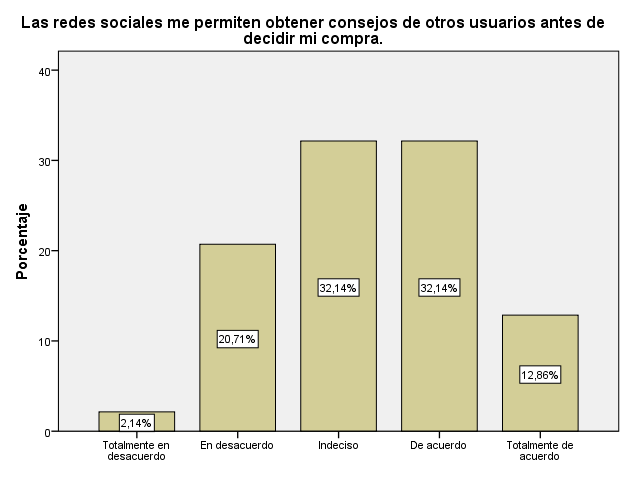 Las redes sociales me permiten obtener consejos de otros usuarios antes de
decidir mi compra.
40
30
20
10
0
Porcentaje
2,14%
20,71%
32,14%
32,14%
12,86%
Totalmente en
desacuerdo
En desacuerdo
Indeciso
De acuerdo
Totalmente de
acuerdo